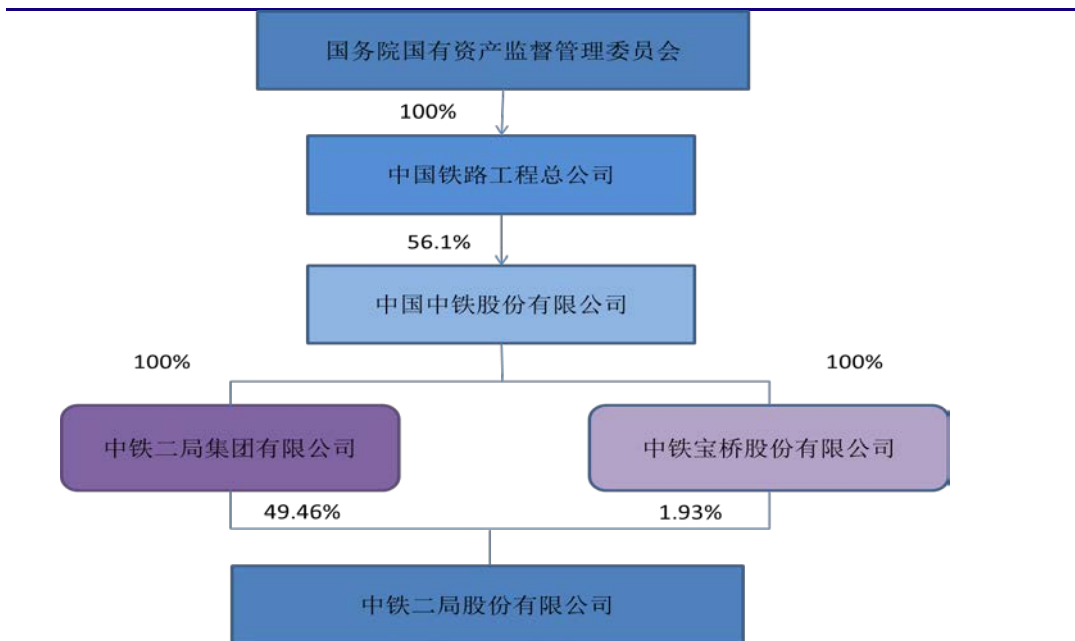 国务院国有资产监督管理委员会
100%
中国铁路工程总公司
56.1%
中国中铁股份有限公司
100%
100%
中铁二局集团有限公司
中铁宝桥股份有限公司
49.46%
1.93%
中铁二局股份有限公司